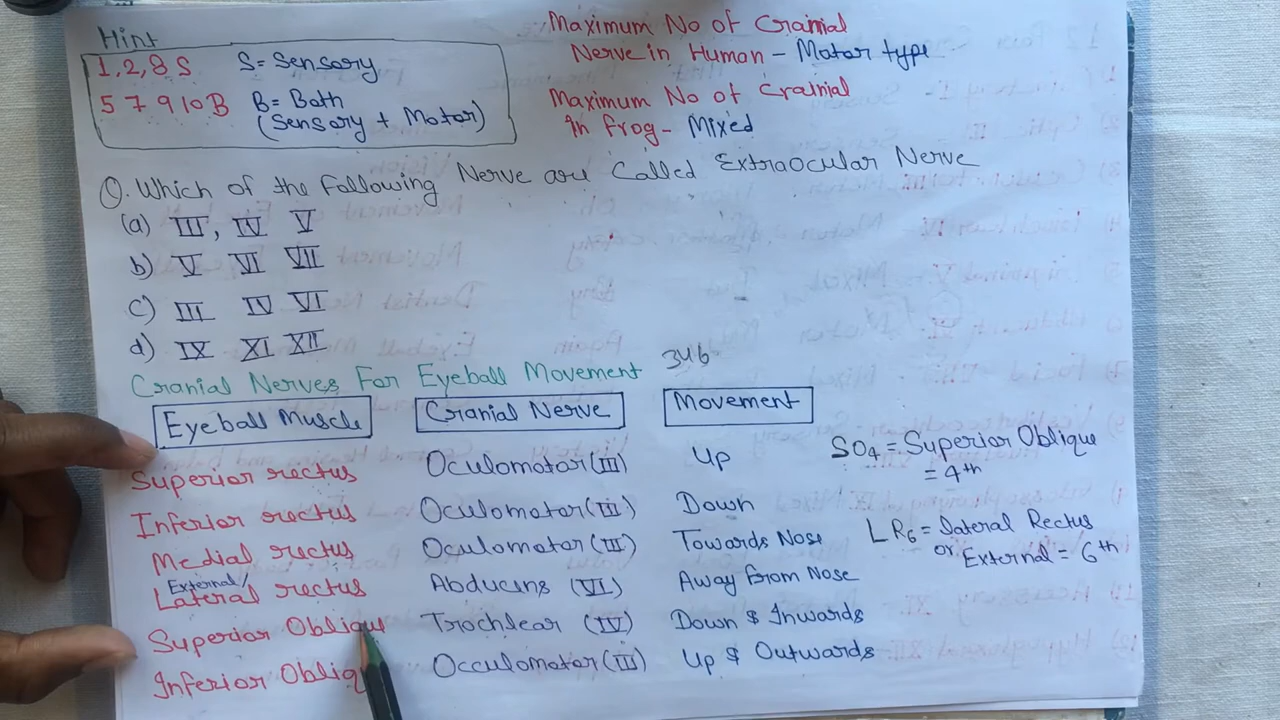 Hint
1,2,8 S S= Sensory
5 7 9 10 B B= Both
(Sensory + Motor)
Maximum No of Cranial
Nerve in Human - Motor type
Maximum No of Crainial
in frog- Mixed
Q. Which of the Following Nerve are Called Extraocular Nerve
(a) III, IV V
b) V VI VII
C) III IV VI
d) IX XI XII
346
Cranial Nerves For Eyeball Movement
Eyeball Muscle Cranial Nerve Movement
Superior rectus Oculomotor (III) Up
Inferior rectus Oculomotor (III) Down
Medial rectus Oculomotor (III) Towards Nose
External/
Lateral rectus Abducens (VI) Away From Nose
Superior Oblique Trochlear (IV) Down & Inwards
Inferior Obliq Occulomotor (III) Up & Outwards
SO4 = Superior Oblique
= 4th
LR6 = lateral Rectus
or External = 6th